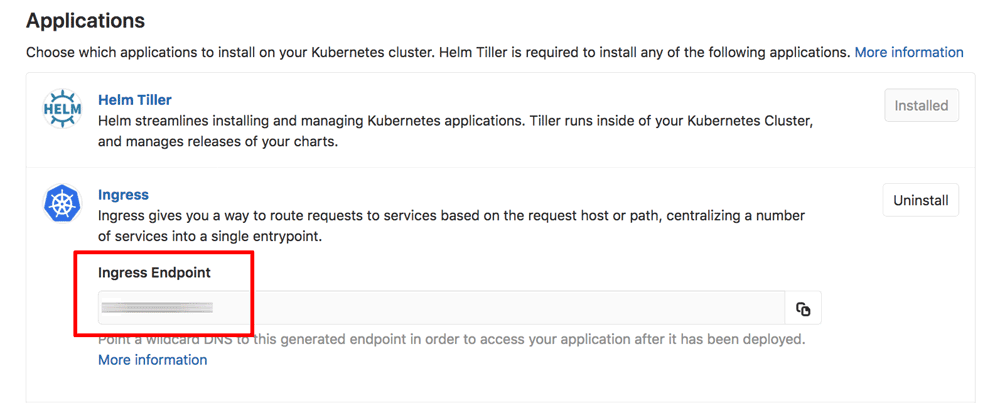 Applications
Choose which applications to install on your Kubernetes cluster. Helm Tiller is required to install any of the following applications. More information
HELM
Helm Tiller
Installed
Helm streamlines installing and managing Kubernetes applications. Tiller runs inside of your Kubernetes Cluster,
and manages releases of your charts.
Ingress
Uninstall
Ingress gives you a way to route requests to services based on the request host or path, centralizing a number
of services into a single entrypoint.
Ingress Endpoint
Point a wildcard DNS to this generated endpoint in order to access your application after it has been deployed.
More information